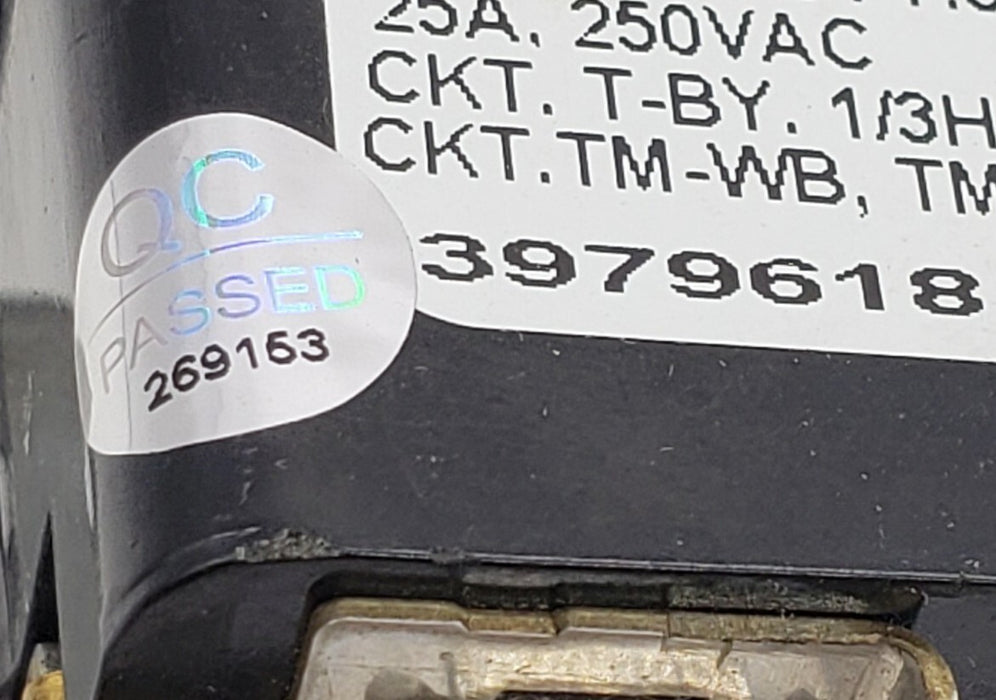 25A, 250VAC
CKT. T-BY. 1/3H
CKT.TM-WB, TM
3979618
QC
PASSED
269153